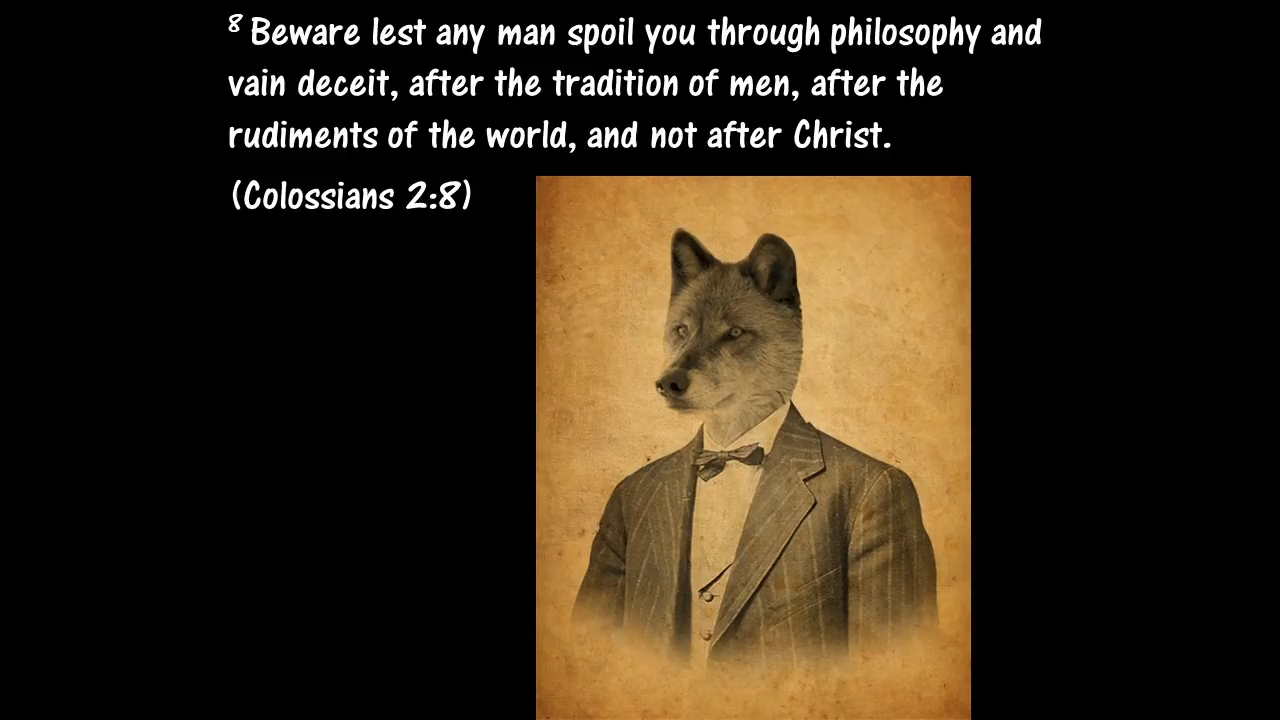 8 Beware lest any man spoil you through philosophy and
vain deceit, after the tradition of men, after the
rudiments of the world, and not after Christ.
(Colossians 2:8)